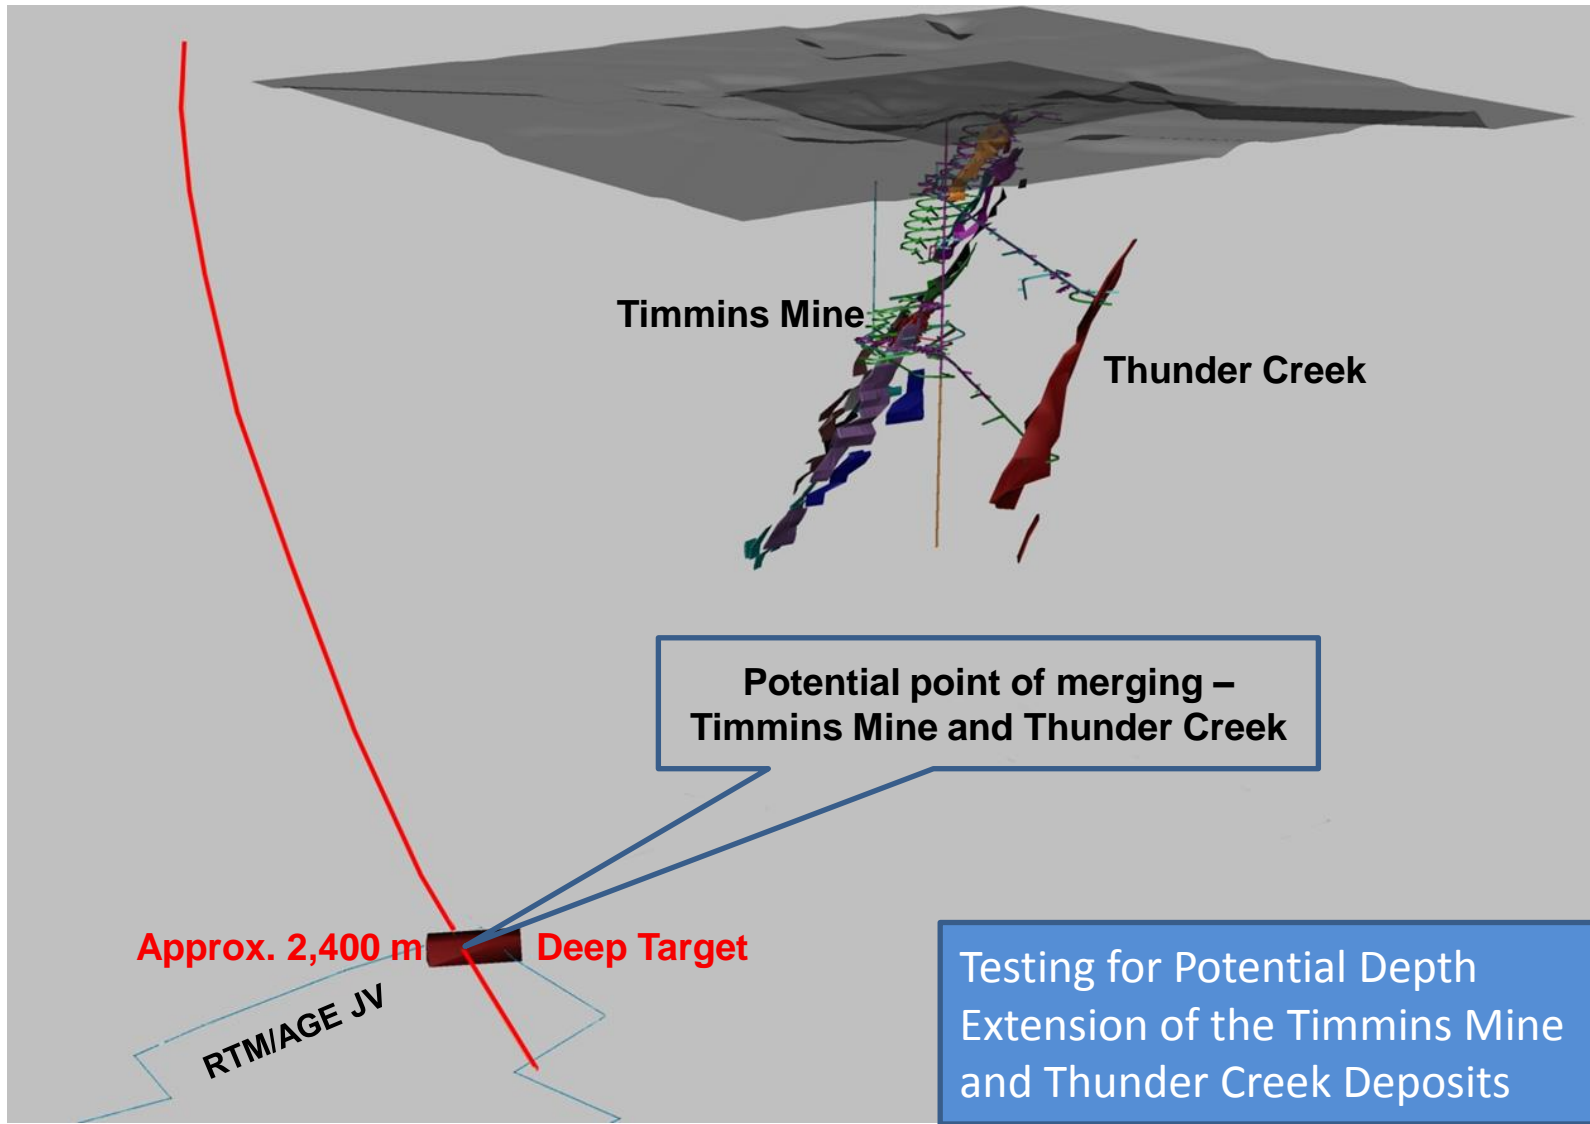 Timmins Mine
Thunder Creek
Potential point of merging –
Timmins Mine and Thunder Creek
Approx. 2,400 m
Deep Target
RTM/AGE JV
Testing for Potential Depth
Extension of the Timmins Mine
and Thunder Creek Deposits